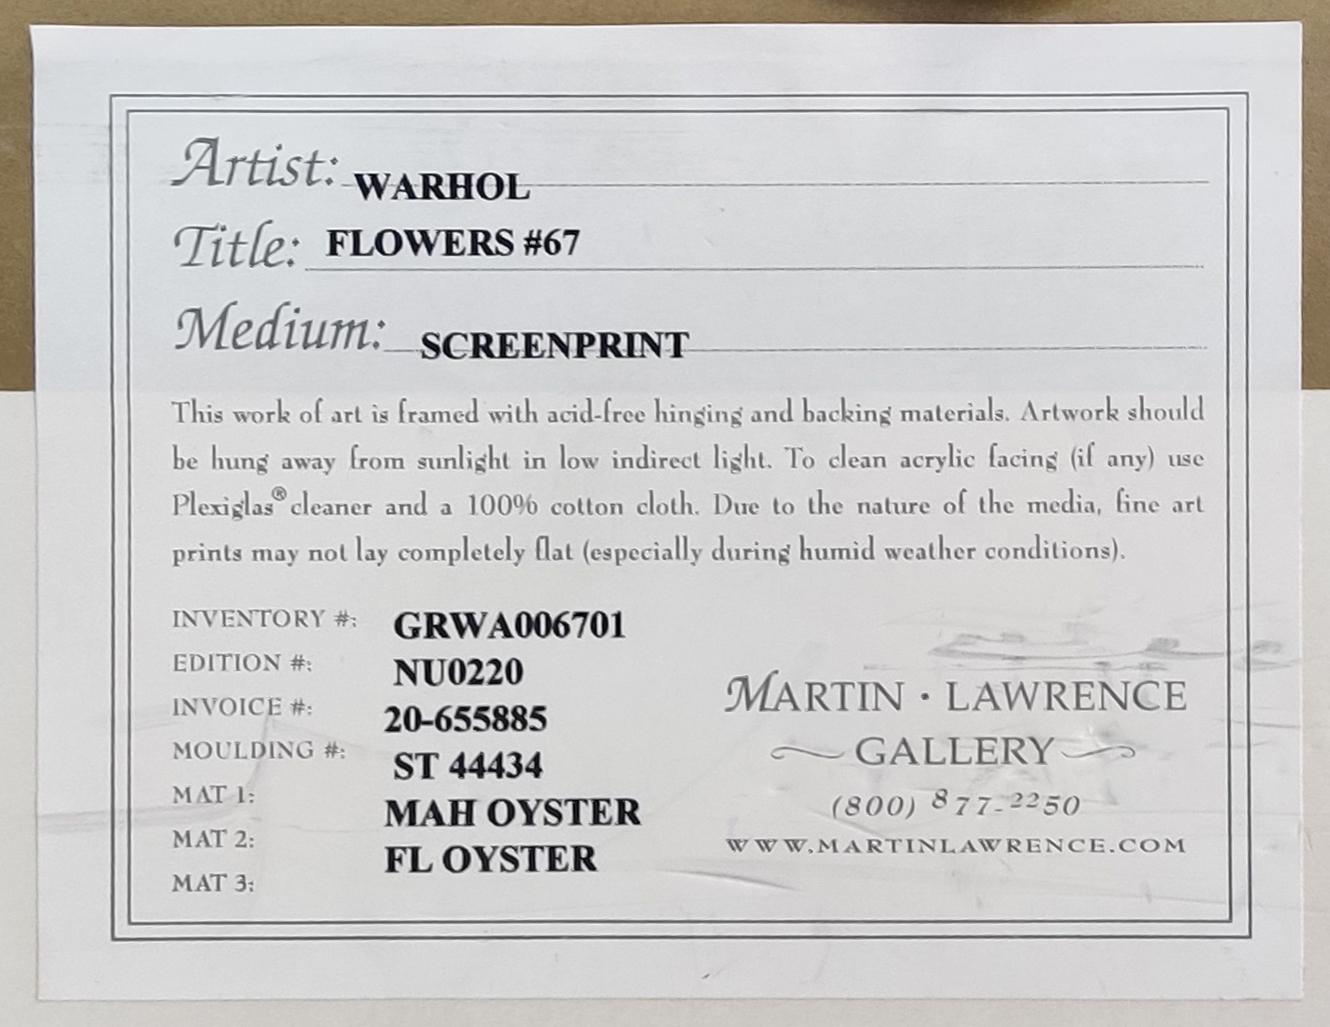 Artist: WARHOL
Title: FLOWERS #67
Medium: SCREENPRINT
This work of art is framed with acid-free hinging and backing materials. Artwork should
be hung away from sunlight in low indirect light. To clean acrylic facing (if any) use
Plexiglas® cleaner and a 100% cotton cloth. Due to the nature of the media, fine art
prints may not lay completely flat (especially during humid weather conditions).
INVENTORY #: GRWA006701
EDITION #: NU0220
INVOICE #: 20-655885
MOULDING #: ST 44434
MAT 1: MAH OYSTER
MAT 2: FL OYSTER
MAT 3:
MARTIN · LAWRENCE
GALLERY
(800) 877-2250
WWW.MARTINLAWRENCE.COM